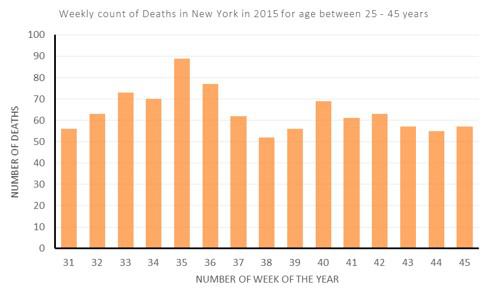 Weekly count of Deaths in New York in 2015 for age between 25 - 45 years
100
90
80
70
60
50
40
30
20
10
0
NUMBER OF DEATHS
31 32 33 34 35 36 37 38 39 40 41 42 43 44 45
NUMBER OF WEEK OF THE YEAR